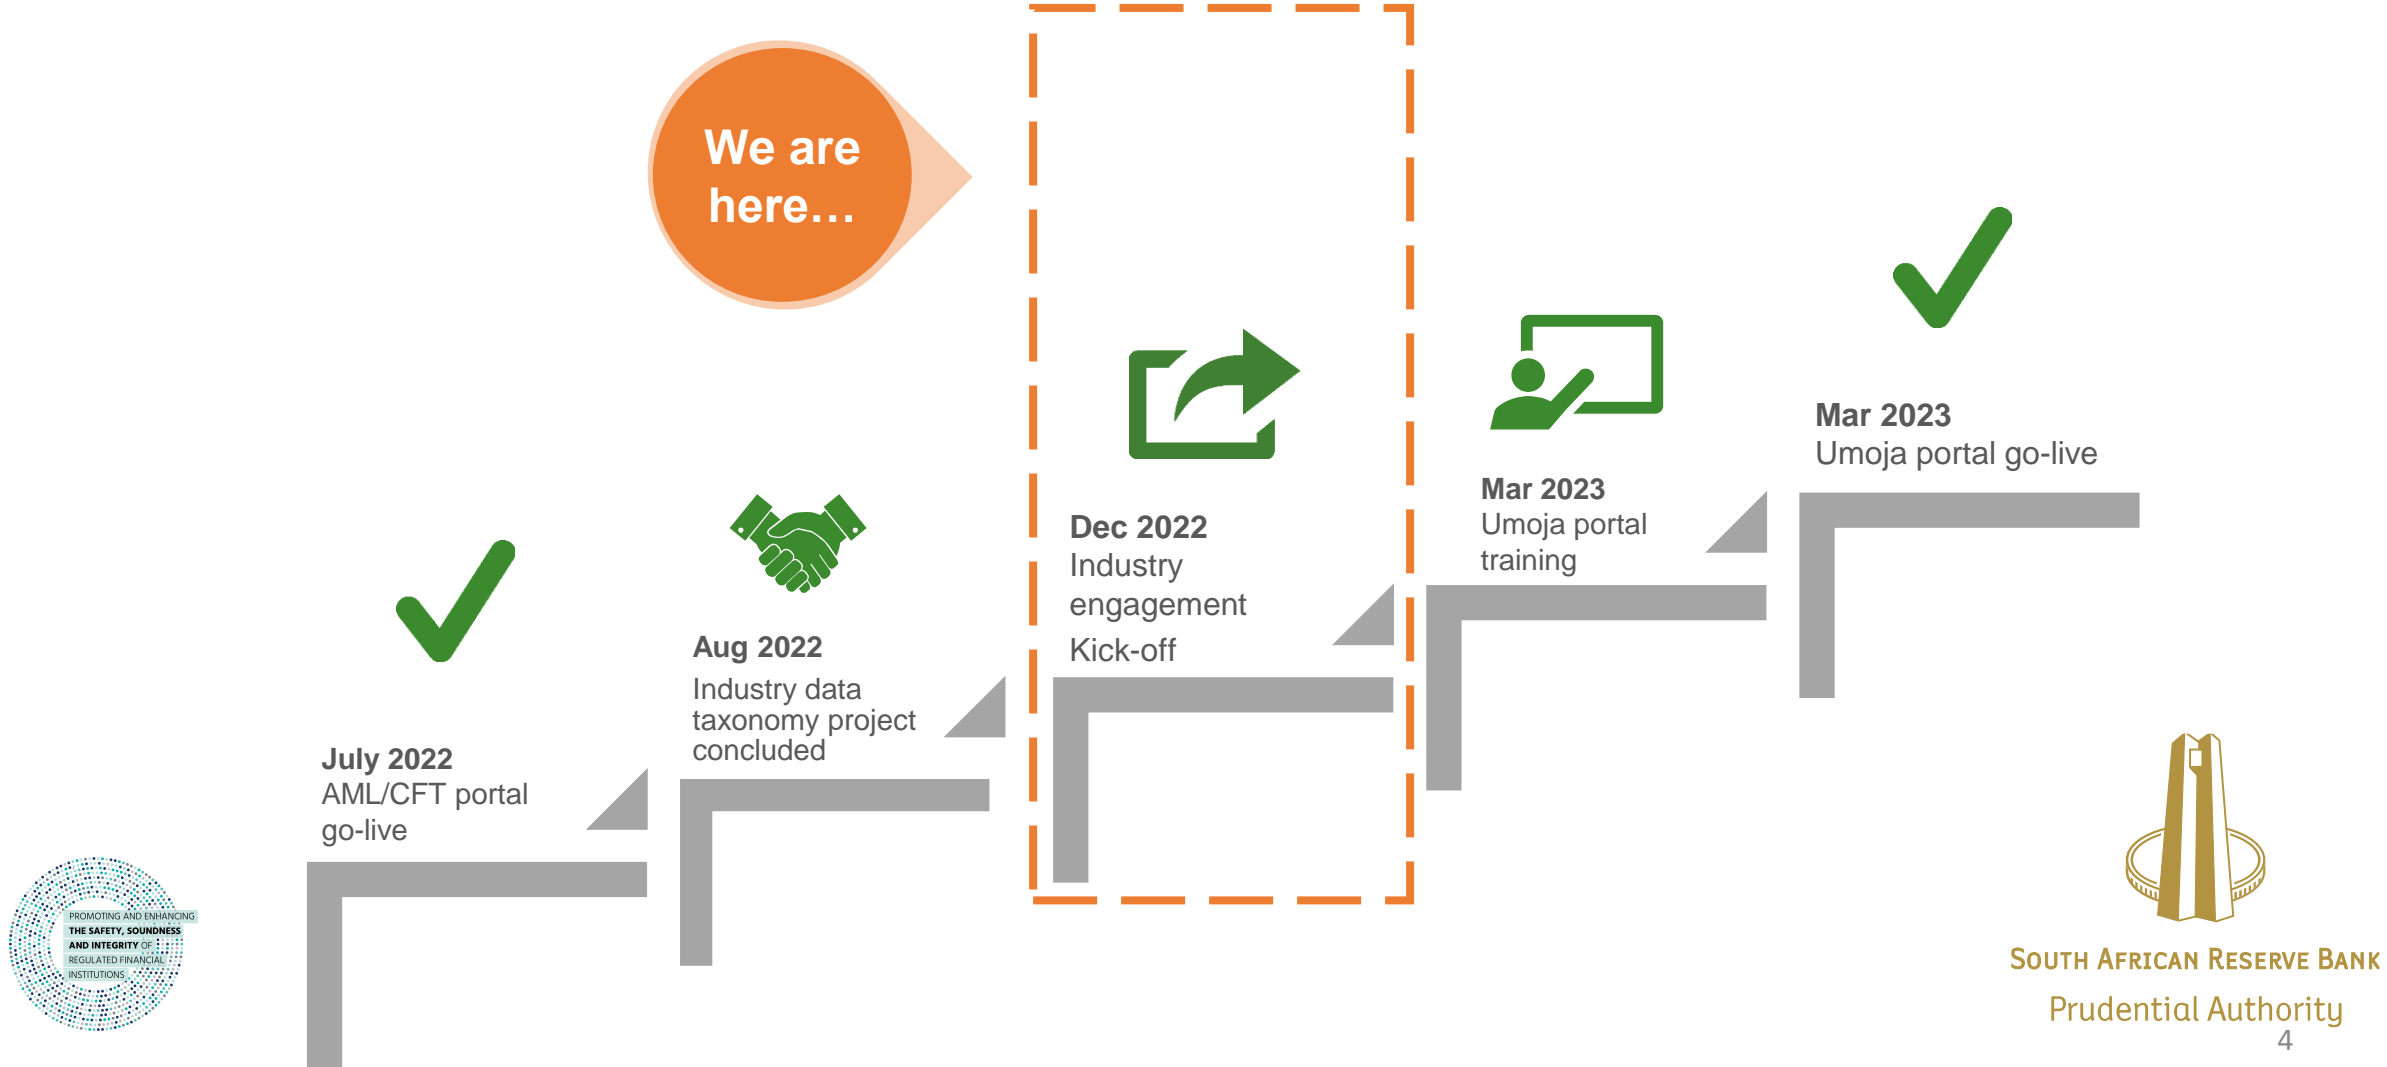 We are
here…
July 2022
AML/CFT portal
go-live
Aug 2022
Industry data
taxonomy project
concluded
Dec 2022
Industry
engagement
Kick-off
Mar 2023
Umoja portal
training
Mar 2023
Umoja portal go-live
PROMOTING AND ENHANCING
THE SAFETY, SOUNDNESS
AND INTEGRITY OF
REGULATED FINANCIAL
INSTITUTIONS
SOUTH AFRICAN RESERVE BANK
Prudential Authority
4